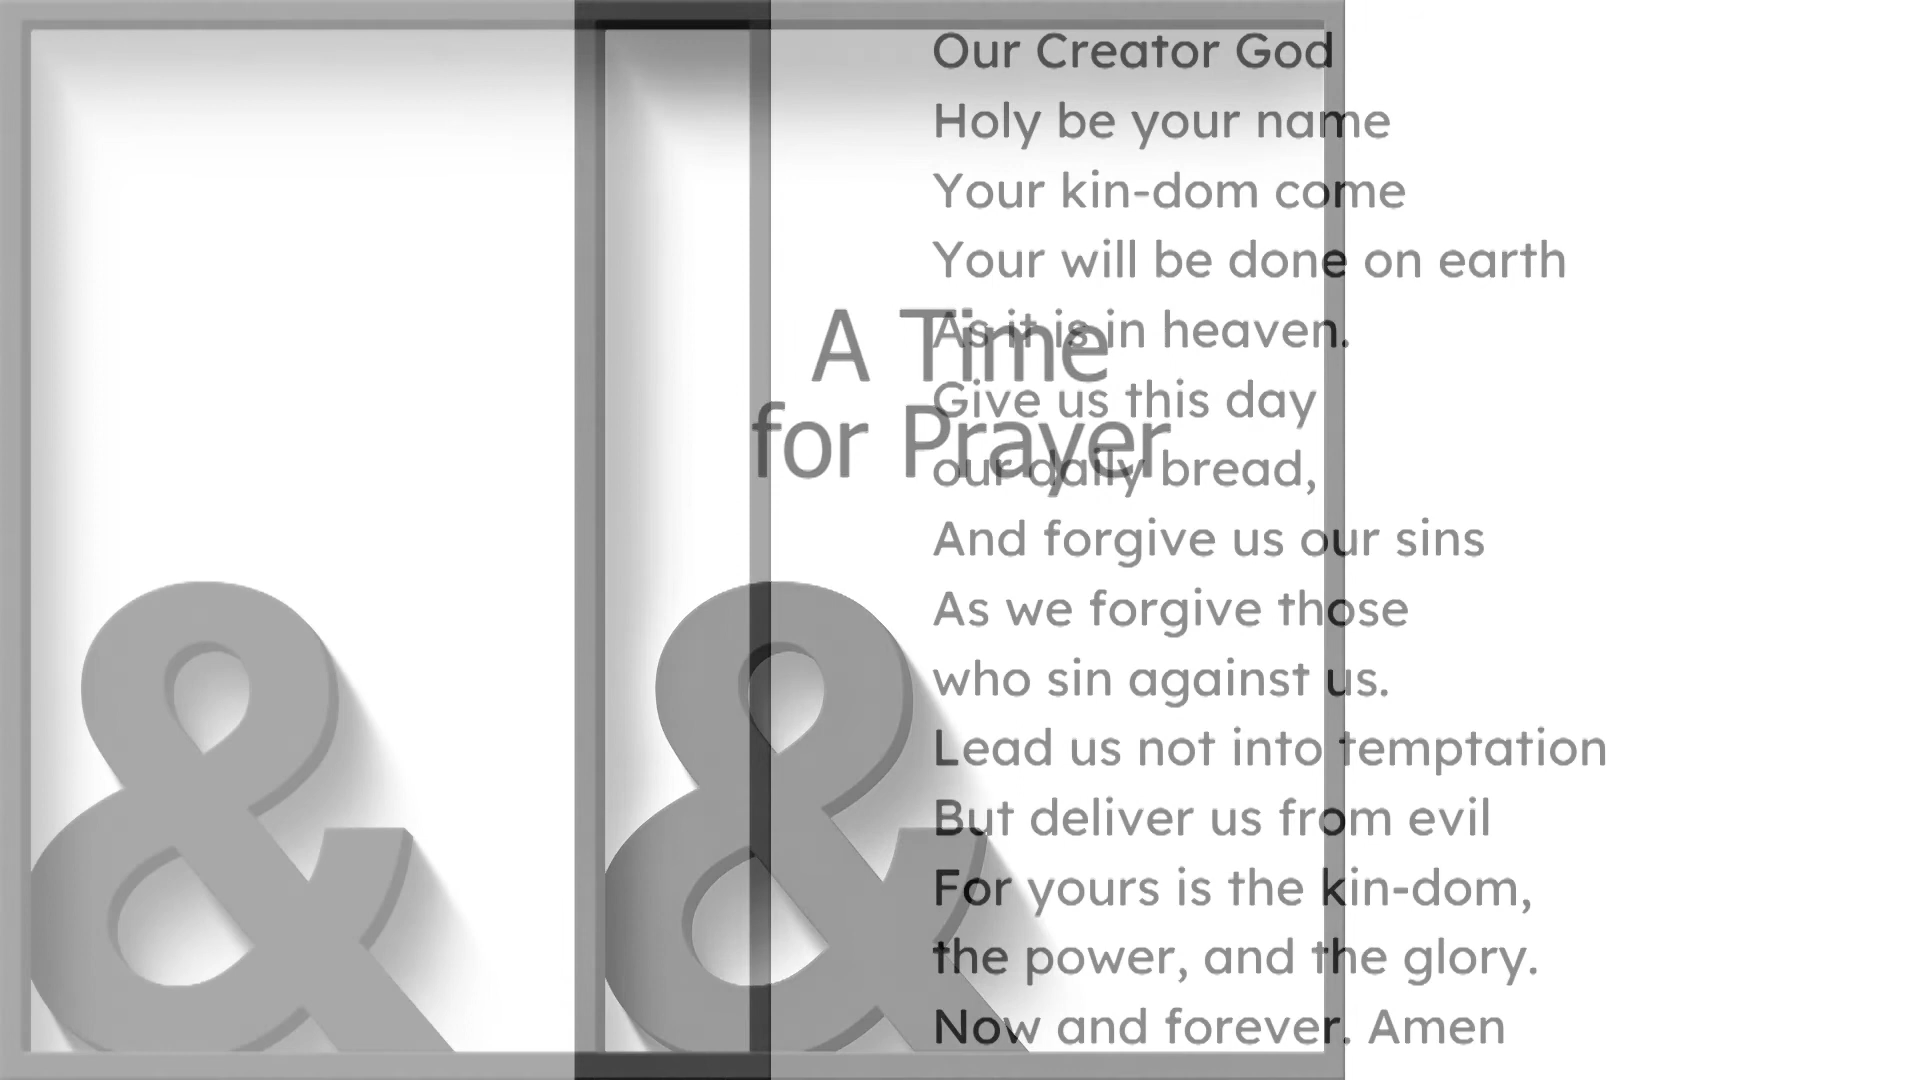 A Time
for Prayer
Our Creator God
Holy be your name
Your kin-dom come
Your will be done on earth
As it is in heaven.
Give us this day
our daily bread,
And forgive us our sins
As we forgive those
who sin against us.
Lead us not into temptation
But deliver us from evil
For yours is the kin-dom,
the power, and the glory.
Now and forever. Amen
&
&